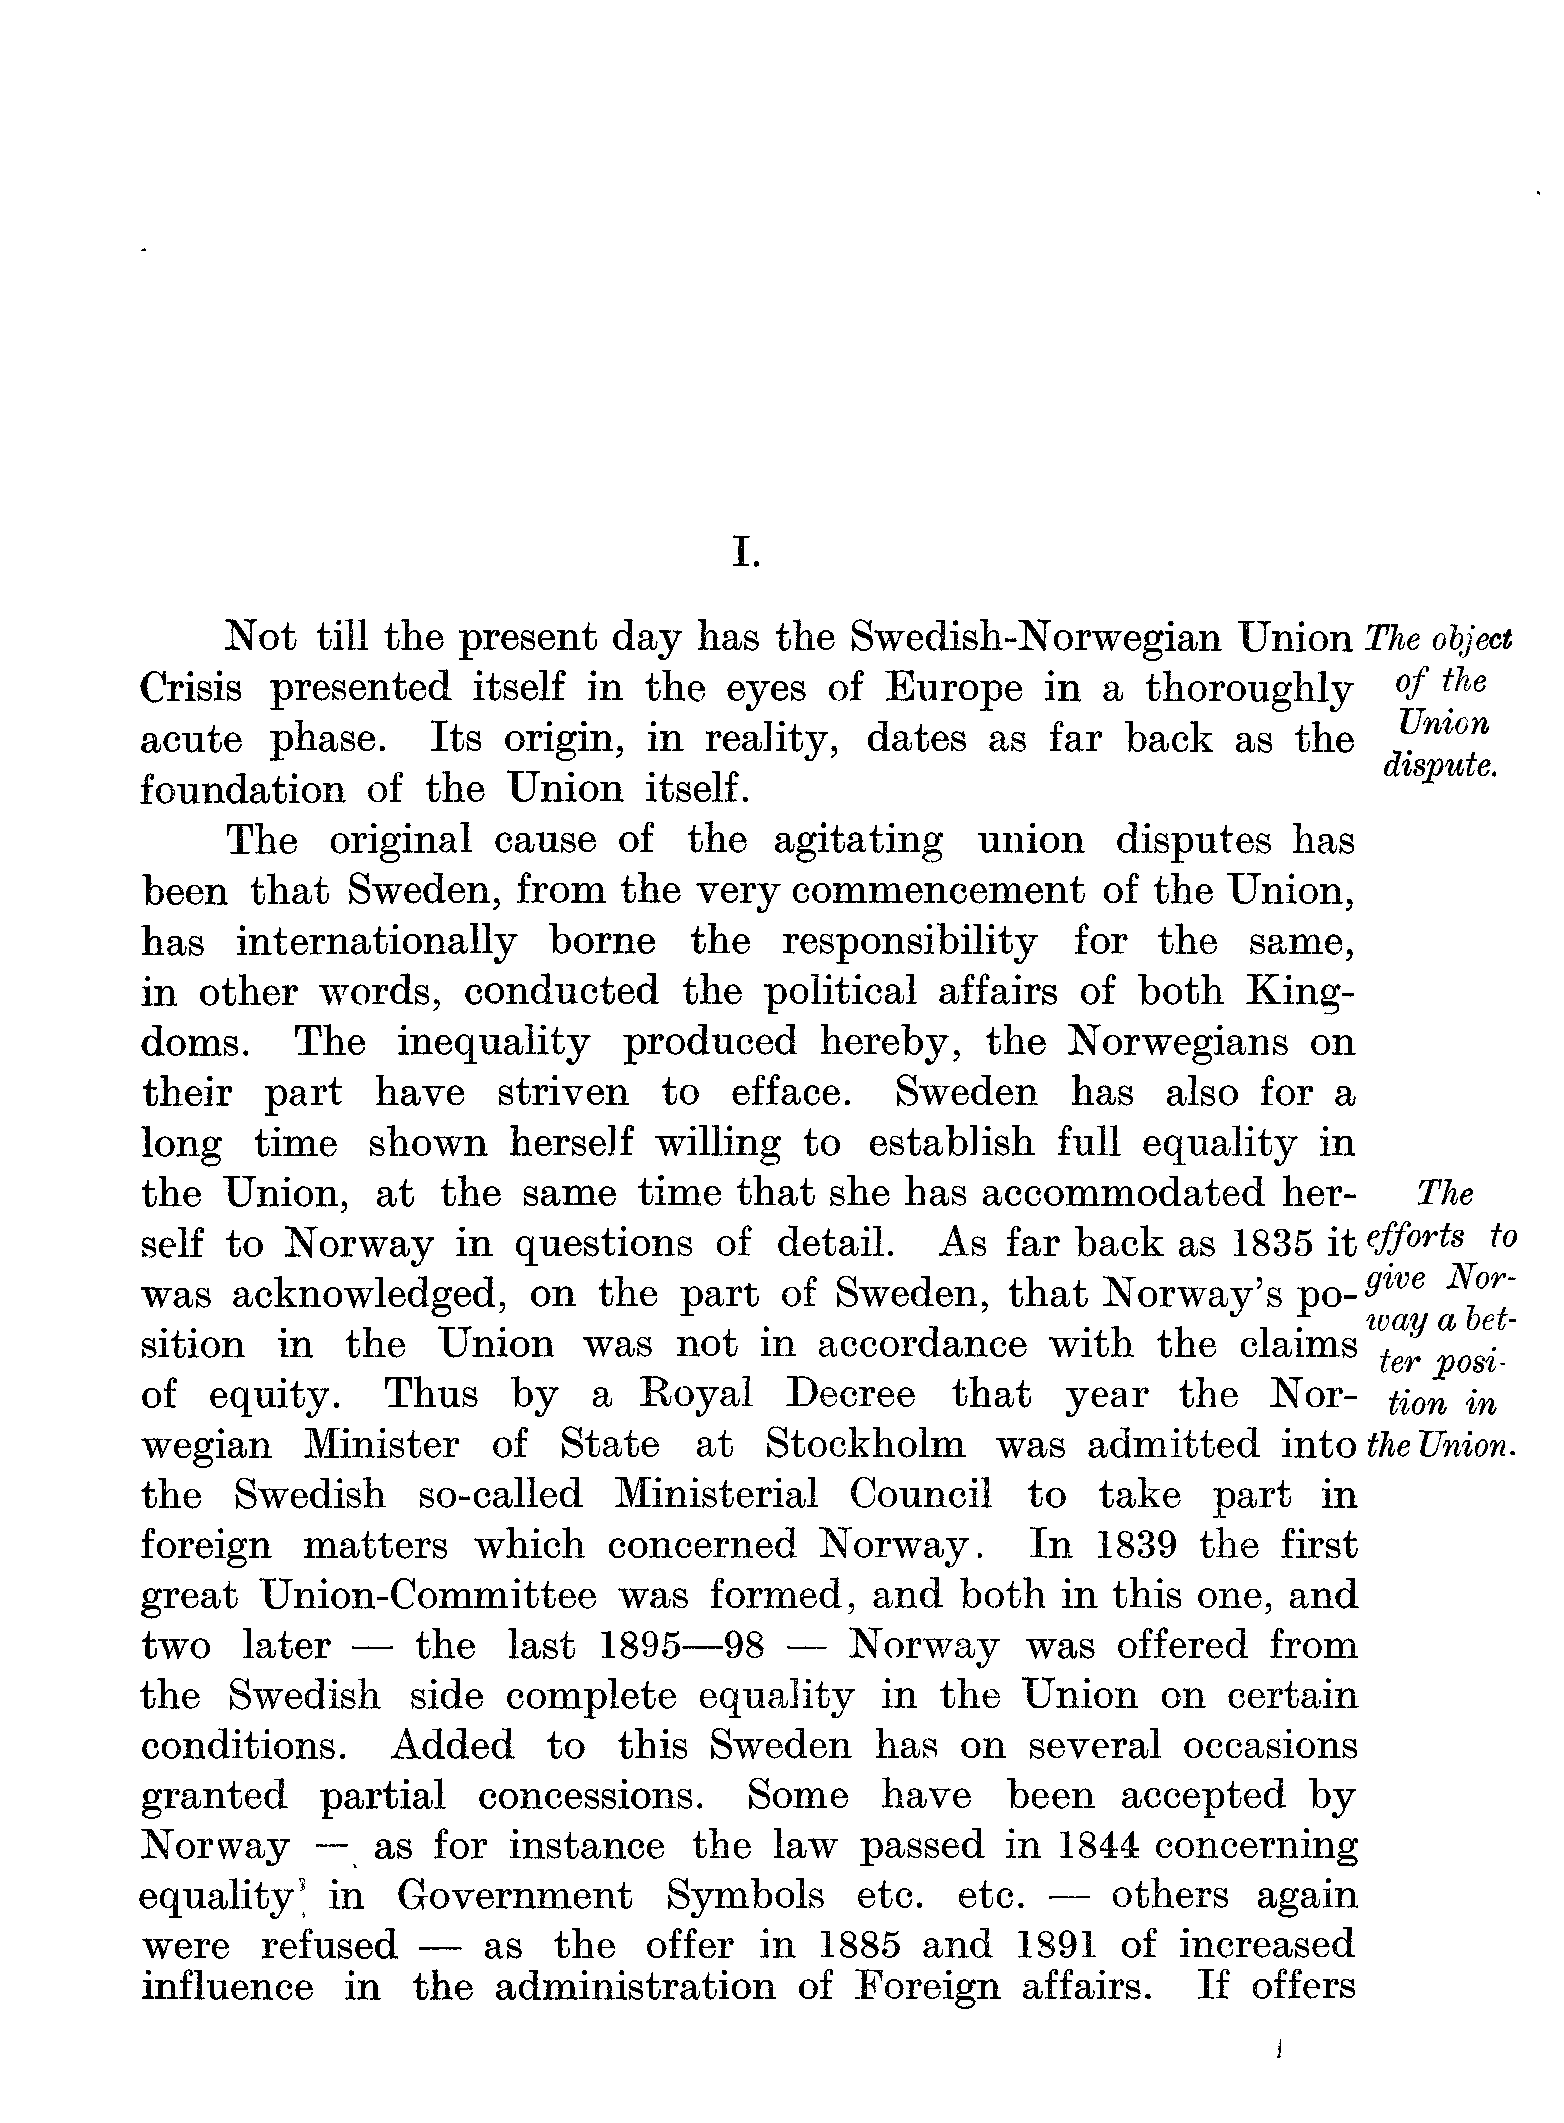 I.
Not till the present day has the Swedish-Norwegian Union
Crisis presented itself in the eyes of Europe in a thoroughly
acute phase. Its origin, in reality, dates as far back as the
foundation of the Union itself.
The object
of the
Union
dispute.
The original cause of the agitating union disputes has
been that Sweden, from the very commencement of the Union,
has internationally borne the responsibility for the same,
in other words, conducted the political affairs of both King-
doms. The inequality produced hereby, the Norwegians on
their part have striven to efface. Sweden has also for a
long time shown herself willing to establish full equality in
the Union, at the same time that she has accommodated her-
self to Norway in questions of detail. As far back as 1835 it
was acknowledged, on the part of Sweden, that Norway's po-
sition in the Union was not in accordance with the claims
of equity. Thus by a Royal Decree that year the Nor-
wegian Minister of State at Stockholm was admitted into
the Swedish so-called Ministerial Council to take part in
foreign matters which concerned Norway. In 1839 the first
great Union-Committee was formed, and both in this one, and
two later — the last 1895—98 — Norway was offered from
the Swedish side complete equality in the Union on certain
conditions. Added to this Sweden has on several occasions
granted partial concessions. Some have been accepted by
Norway — as for instance the law passed in 1844 concerning
equality in Government Symbols etc. etc. — others again
were refused — as the offer in 1885 and 1891 of increased
influence in the administration of Foreign affairs. If offers
The
efforts to
give Nor-
way a bet-
ter posi-
tion in
the Union.
1